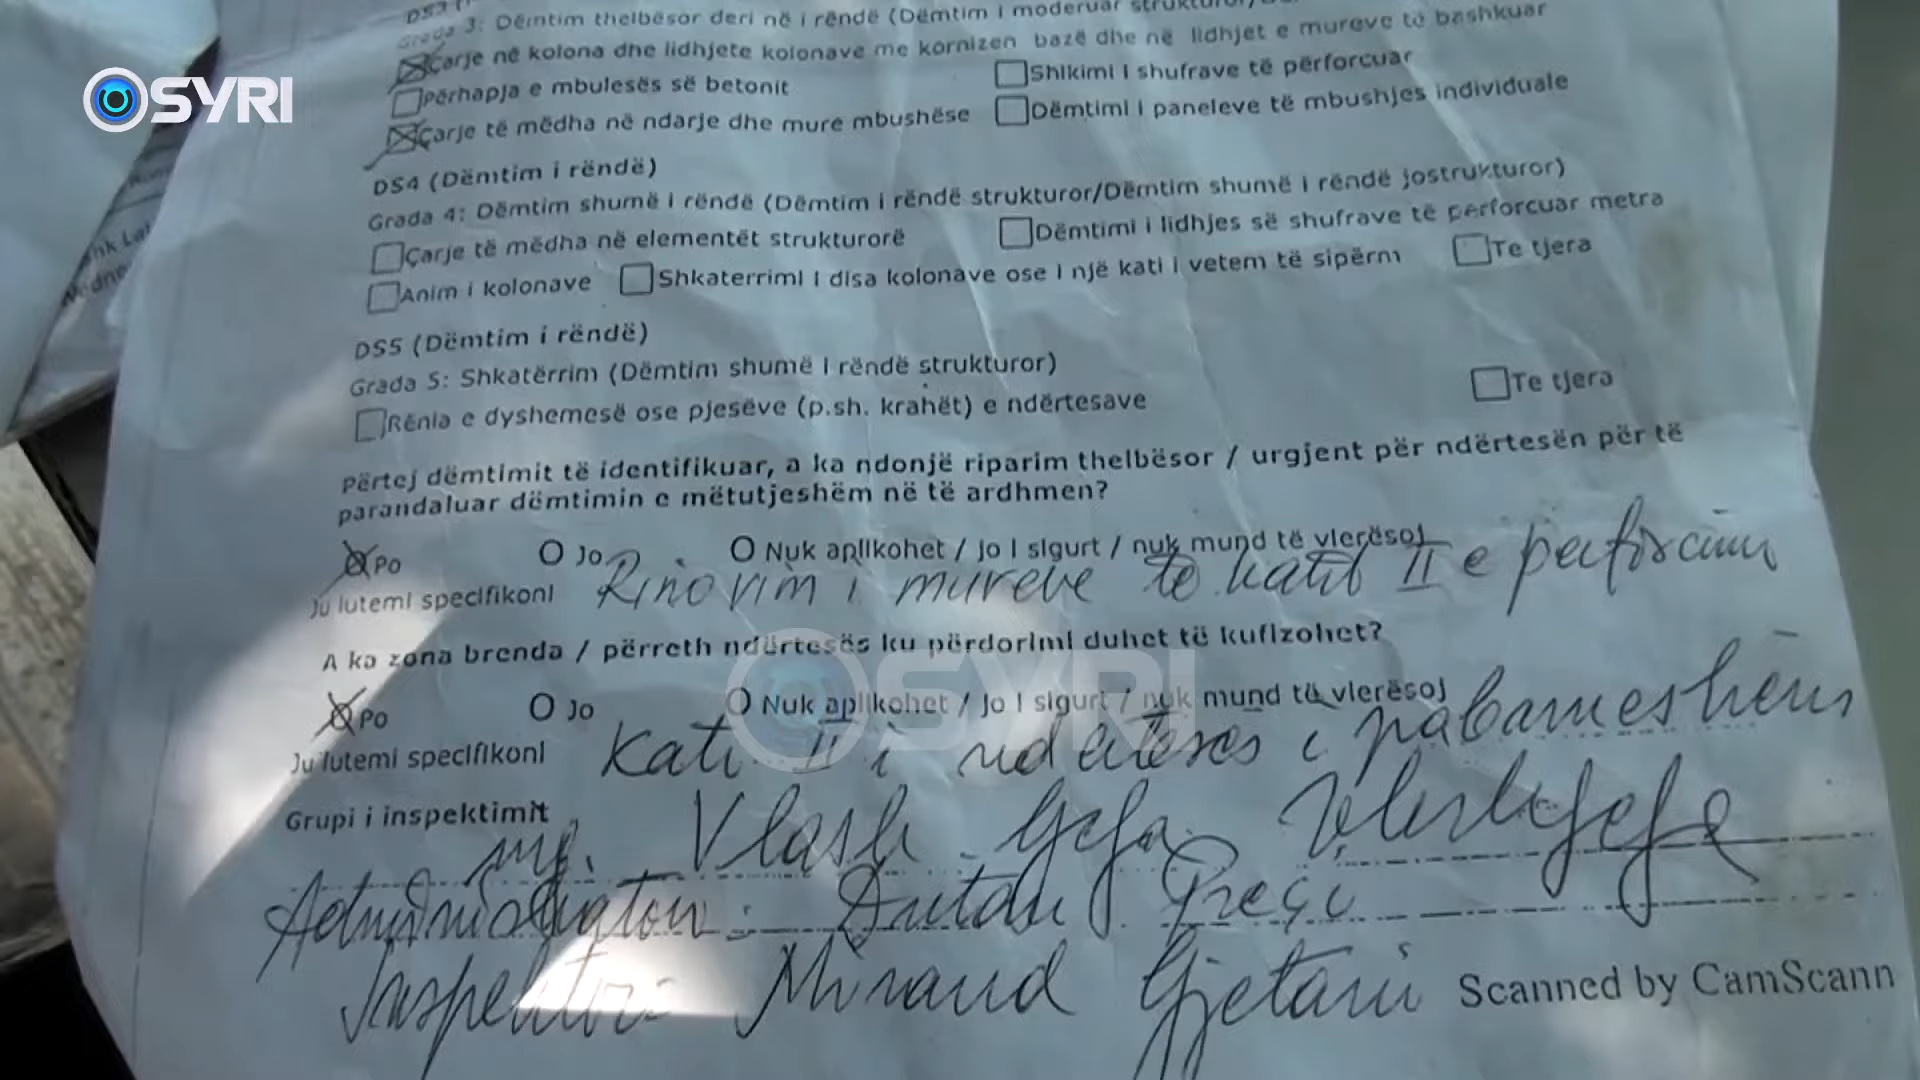 DS3
Grada 3: Dëmtim thelbësor deri në i rëndë (Dëmtim i moderuar
Çarje në kolona dhe lidhjete kolonave me kornizen bazë dhe në lidhjet e mureve të bashkuar
OSYRI
Përhapja e mbulesës së betonit Shikimi i shufrave të përforcuar
Çarje të mëdha në ndarje dhe mure mbushëse Dëmtimi i paneleve të mbushjes individuale
DS4 (Dëmtim i rëndë)
Grada 4: Dëmtim shumë i rëndë (Dëmtim i rëndë strukturor/Dëmtim shumë i rëndë jostrukturor)
Çarje të mëdha në elementët strukturorë Dëmtimi i lidhjes së shufrave të përforcuar metra
Anim i kolonave Shkaterrimi i disa kolonave ose i një kati i vetem të sipërm Te tjera
DS5 (Dëmtim i rëndë)
Grada 5: Shkatërrim (Dëmtim shumë i rëndë strukturor)
Rënia e dyshemesë ose pjesëve (p.sh. krahët) e ndërtesave Te tjera
Përtej dëmtimit të identifikuar, a ka ndonjë riparim thelbësor / urgjent për ndërtesën për të
parandaluar dëmtimin e mëtutjeshëm në të ardhmen?
Po Jo Nuk aplikohet / Jo i sigurt / nuk mund të vlerësoj
Ju lutemi specifikoni Rinovim i mureve të katit II e përforcim
A ka zona brenda / përreth ndërtesës ku përdorimi duhet të kufizohet?
Po Jo Nuk aplikohet / Jo i sigurt / nuk mund të vlerësoj
Ju lutemi specifikoni Kati II i ndërtesës i pabanueshëm
OSYRI
Grupi i inspektimit
ing. Vlash Gjefa
Administratori: Antan Preçi
Inspektori: Mirand Gjetani
Scanned by CamScann